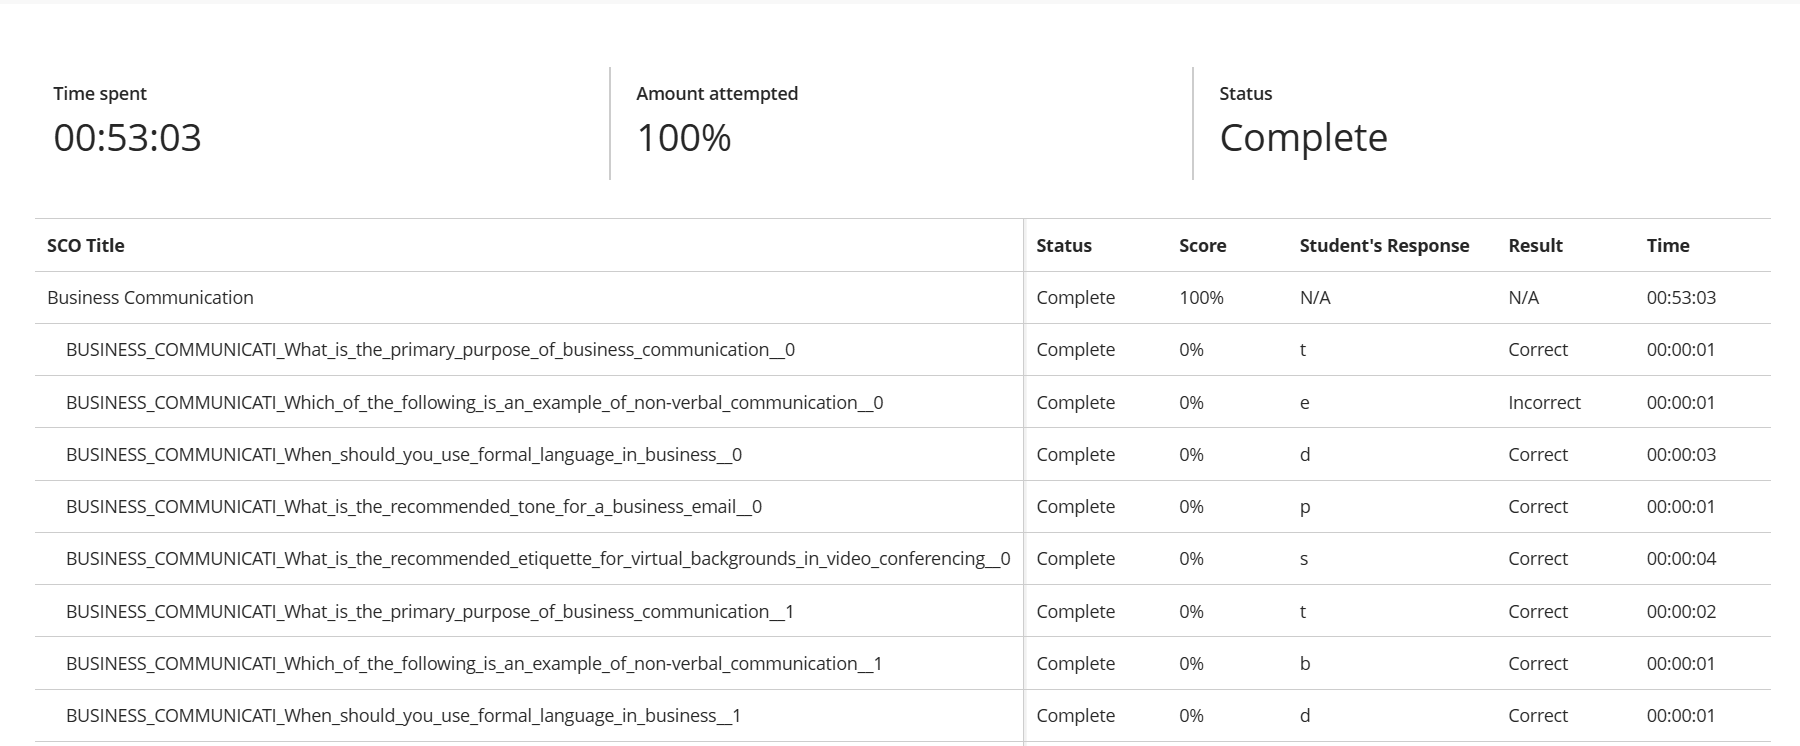 Time spent
00:53:03
Amount attempted
100%
Status
Complete
SCO Title Status Score Student's Response Result Time
Business Communication Complete 100% N/A N/A 00:53:03
BUSINESS_COMMUNICATI_What_is_the_primary_purpose_of_business_communication__0 Complete 0% t Correct 00:00:01
BUSINESS_COMMUNICATI_Which_of_the_following_is_an_example_of_non-verbal_communication__0 Complete 0% e Incorrect 00:00:01
BUSINESS_COMMUNICATI_When_should_you_use_formal_language_in_business__0 Complete 0% d Correct 00:00:03
BUSINESS_COMMUNICATI_What_is_the_recommended_tone_for_a_business_email__0 Complete 0% p Correct 00:00:01
BUSINESS_COMMUNICATI_What_is_the_recommended_etiquette_for_virtual_backgrounds_in_video_conferencing__0 Complete 0% s Correct 00:00:04
BUSINESS_COMMUNICATI_What_is_the_primary_purpose_of_business_communication__1 Complete 0% t Correct 00:00:02
BUSINESS_COMMUNICATI_Which_of_the_following_is_an_example_of_non-verbal_communication__1 Complete 0% b Correct 00:00:01
BUSINESS_COMMUNICATI_When_should_you_use_formal_language_in_business__1 Complete 0% d Correct 00:00:01